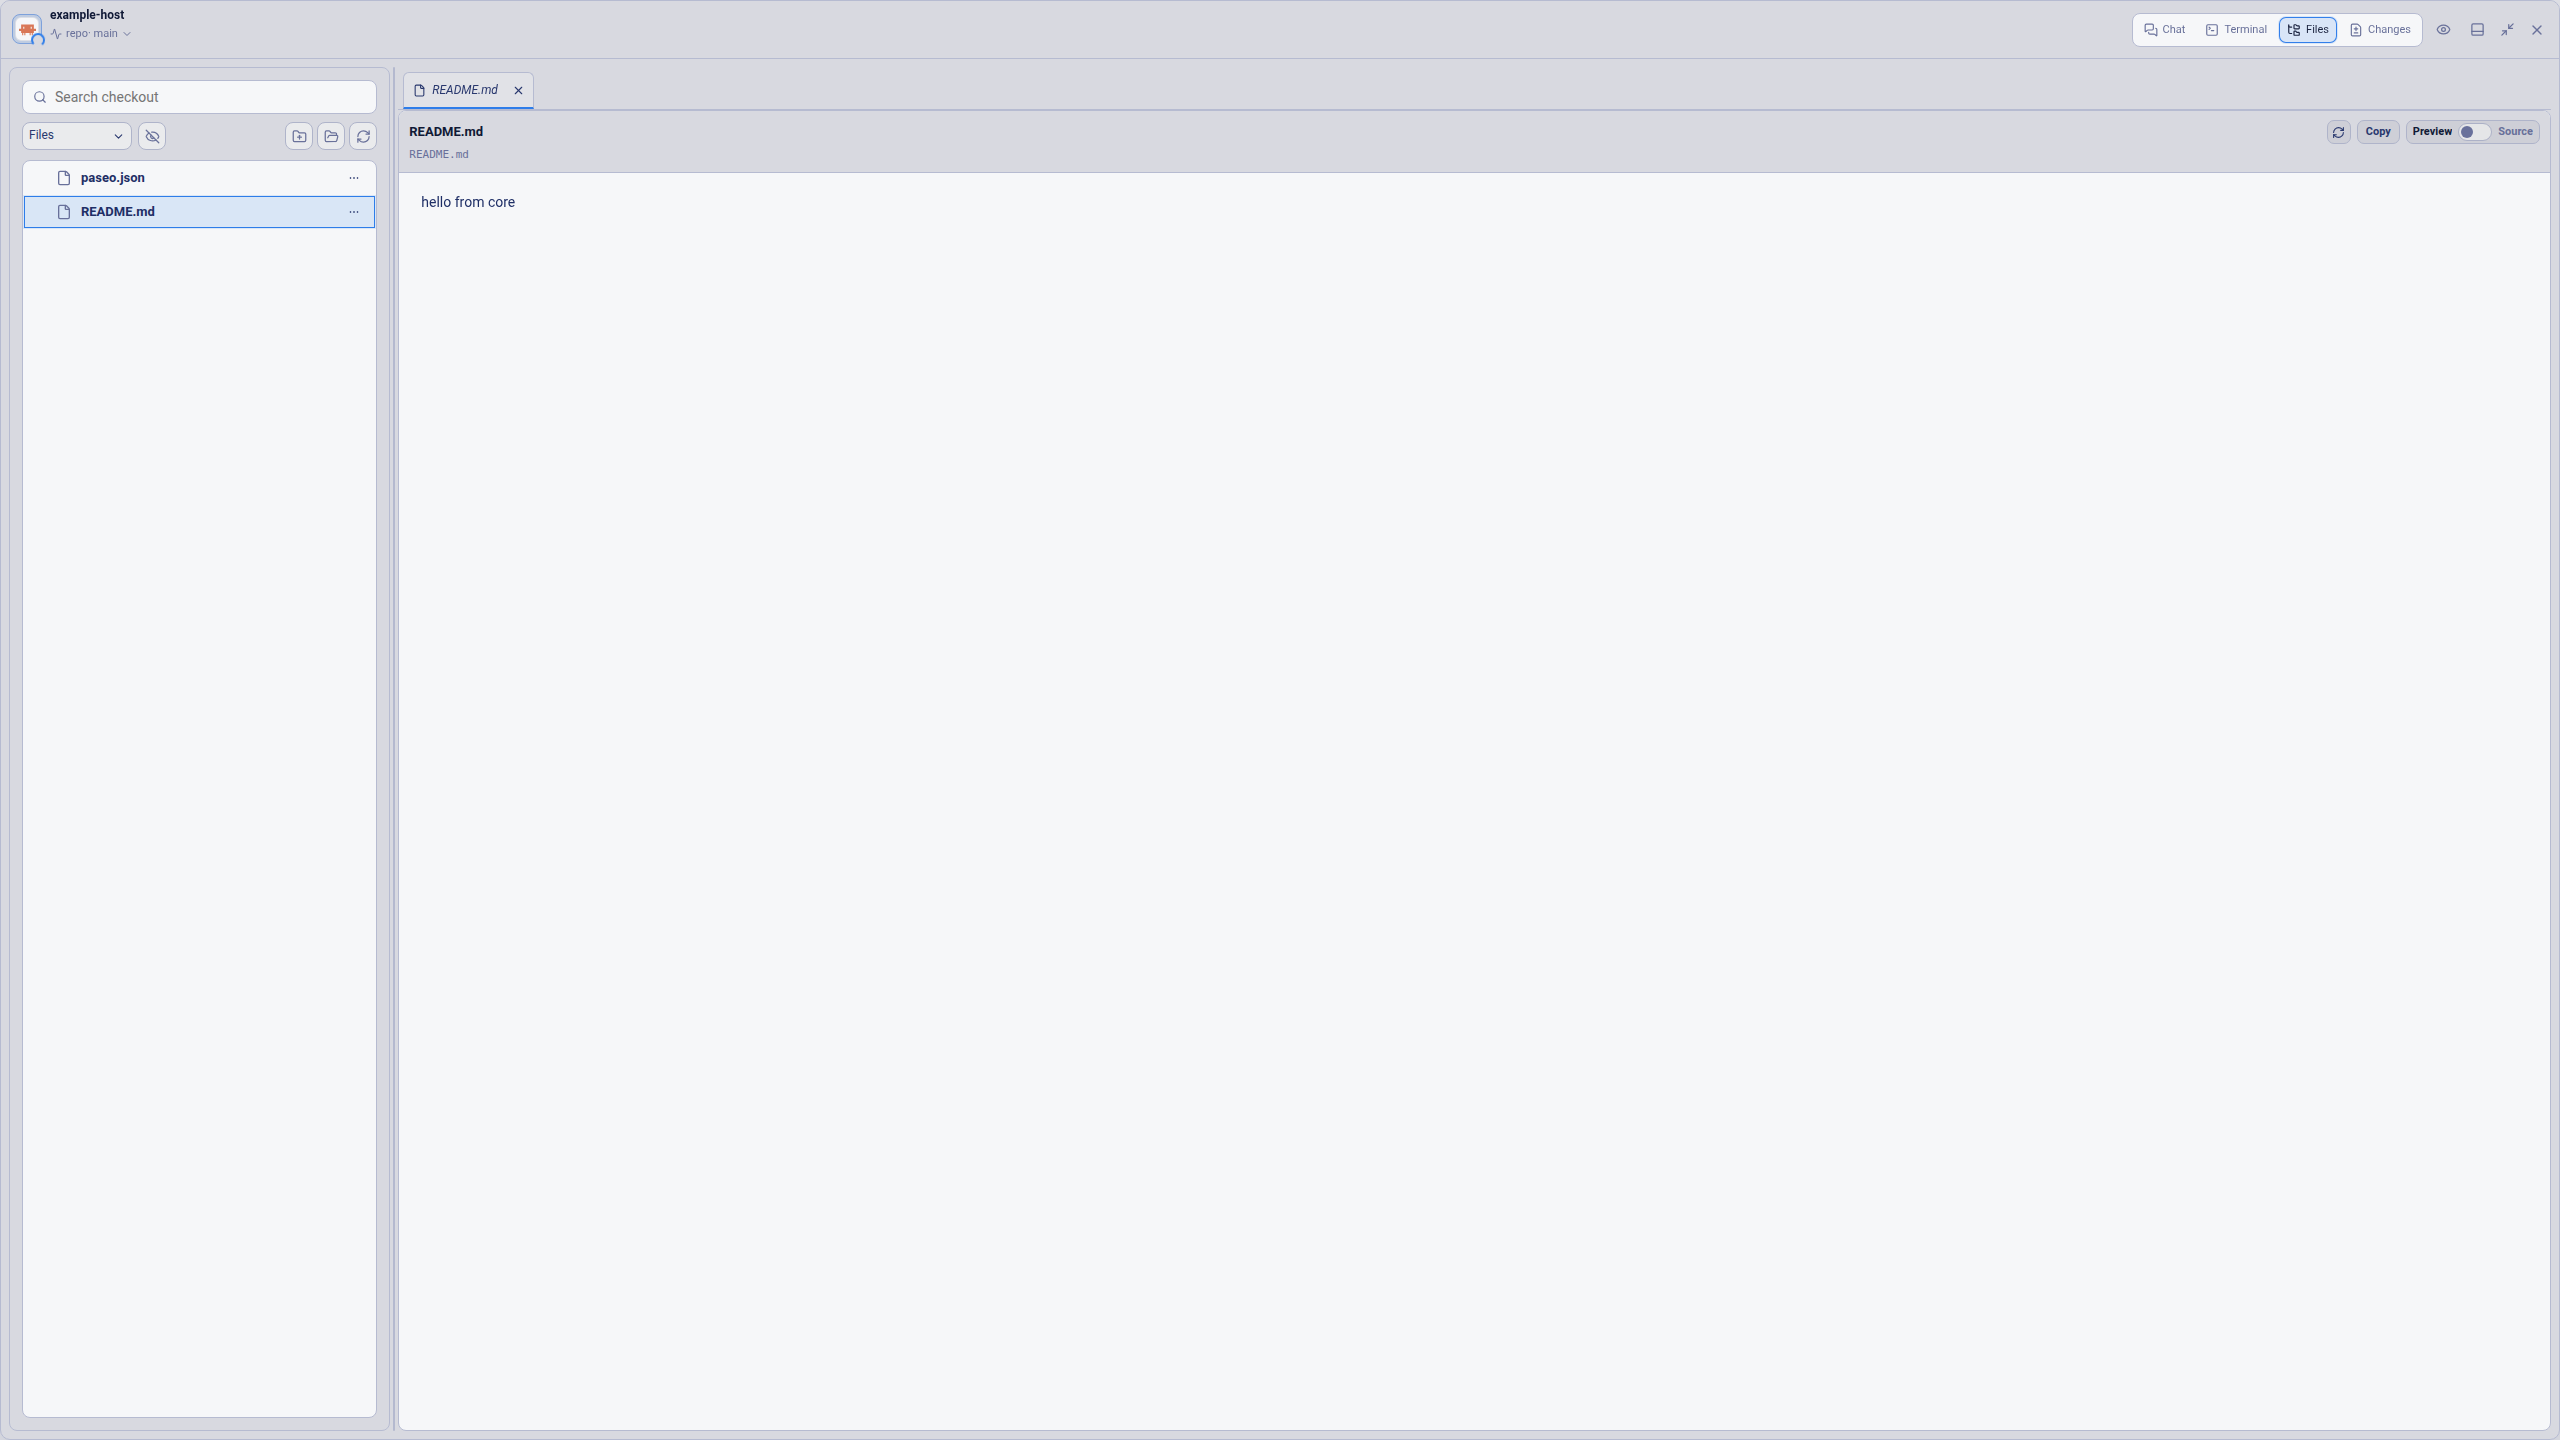 example-host
repo· main
Chat
Terminal
Files
Changes
Search checkout
Files
paseo.json
README.md
README.md
README.md
README.md
Copy
Preview
Source
hello from core